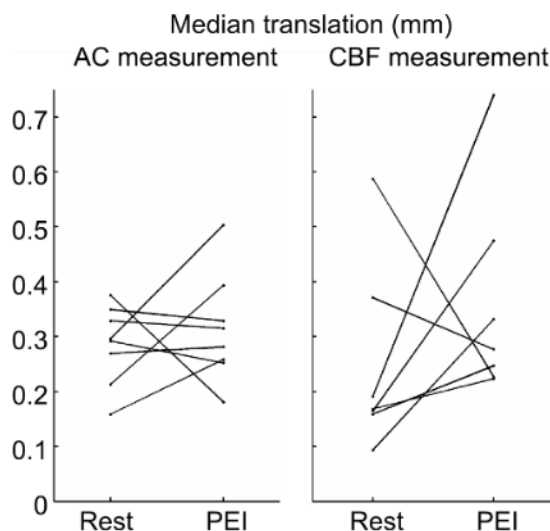 Median translation (mm)
AC measurement CBF measurement
0.7
0.6
0.5
0.4
0.3
0.2
0.1
0
Rest PEI Rest PEI